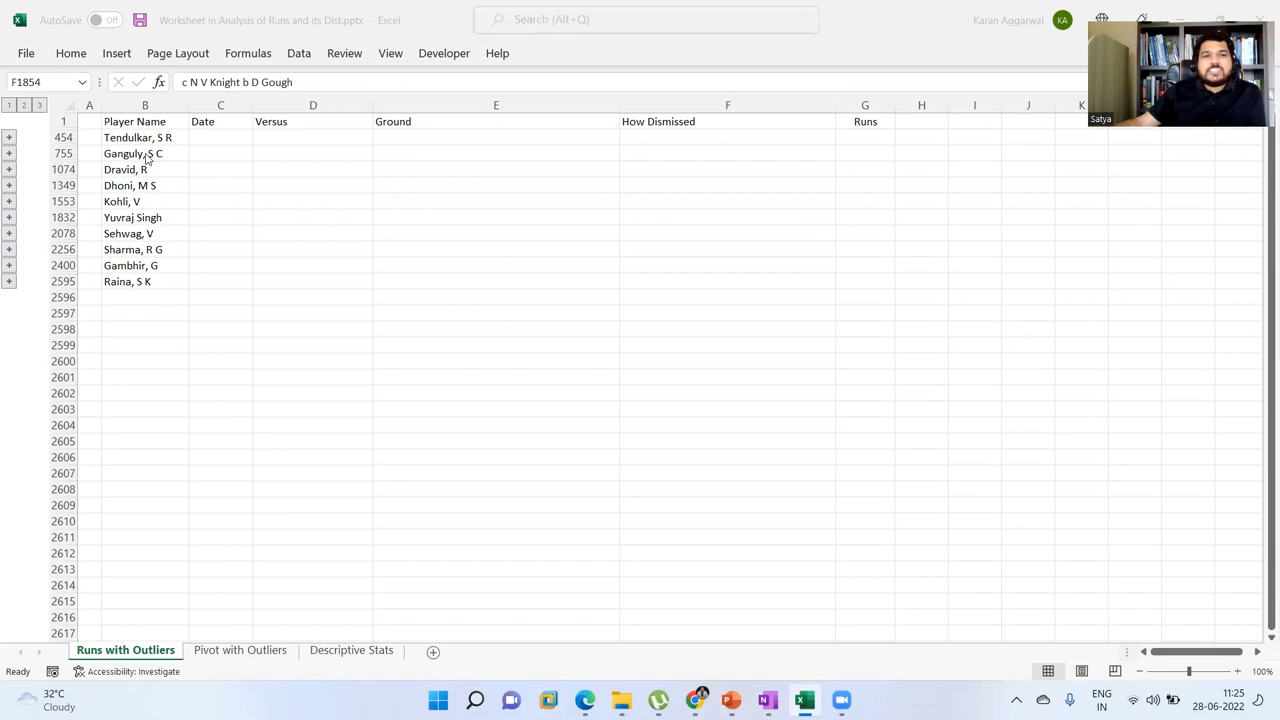 AutoSave Off Worksheet in Analysis of Runs and its Dist.pptx - Excel Search (Alt+Q) Karan Aggarwal KA
File Home Insert Page Layout Formulas Data Review View Developer
F1854 fx c N V Knight b D Gough
Satya
1 2 3 A B C D E F G H I J K
1 Player Name Date Versus Ground How Dismissed Runs
454 Tendulkar, S R
755 Ganguly, S C
1074 Dravid, R
1349 Dhoni, M S
1553 Kohli, V
1832 Yuvraj Singh
2078 Sehwag, V
2256 Sharma, R G
2400 Gambhir, G
2595 Raina, S K
2596
2597
2598
2599
2600
2601
2602
2603
2604
2605
2606
2607
2608
2609
2610
2611
2612
2613
2614
2615
2616
2617
Runs with Outliers Pivot with Outliers Descriptive Stats
Ready Accessibility: Investigate 100%
32°C ENG 11:25
Cloudy IN 28-06-2022